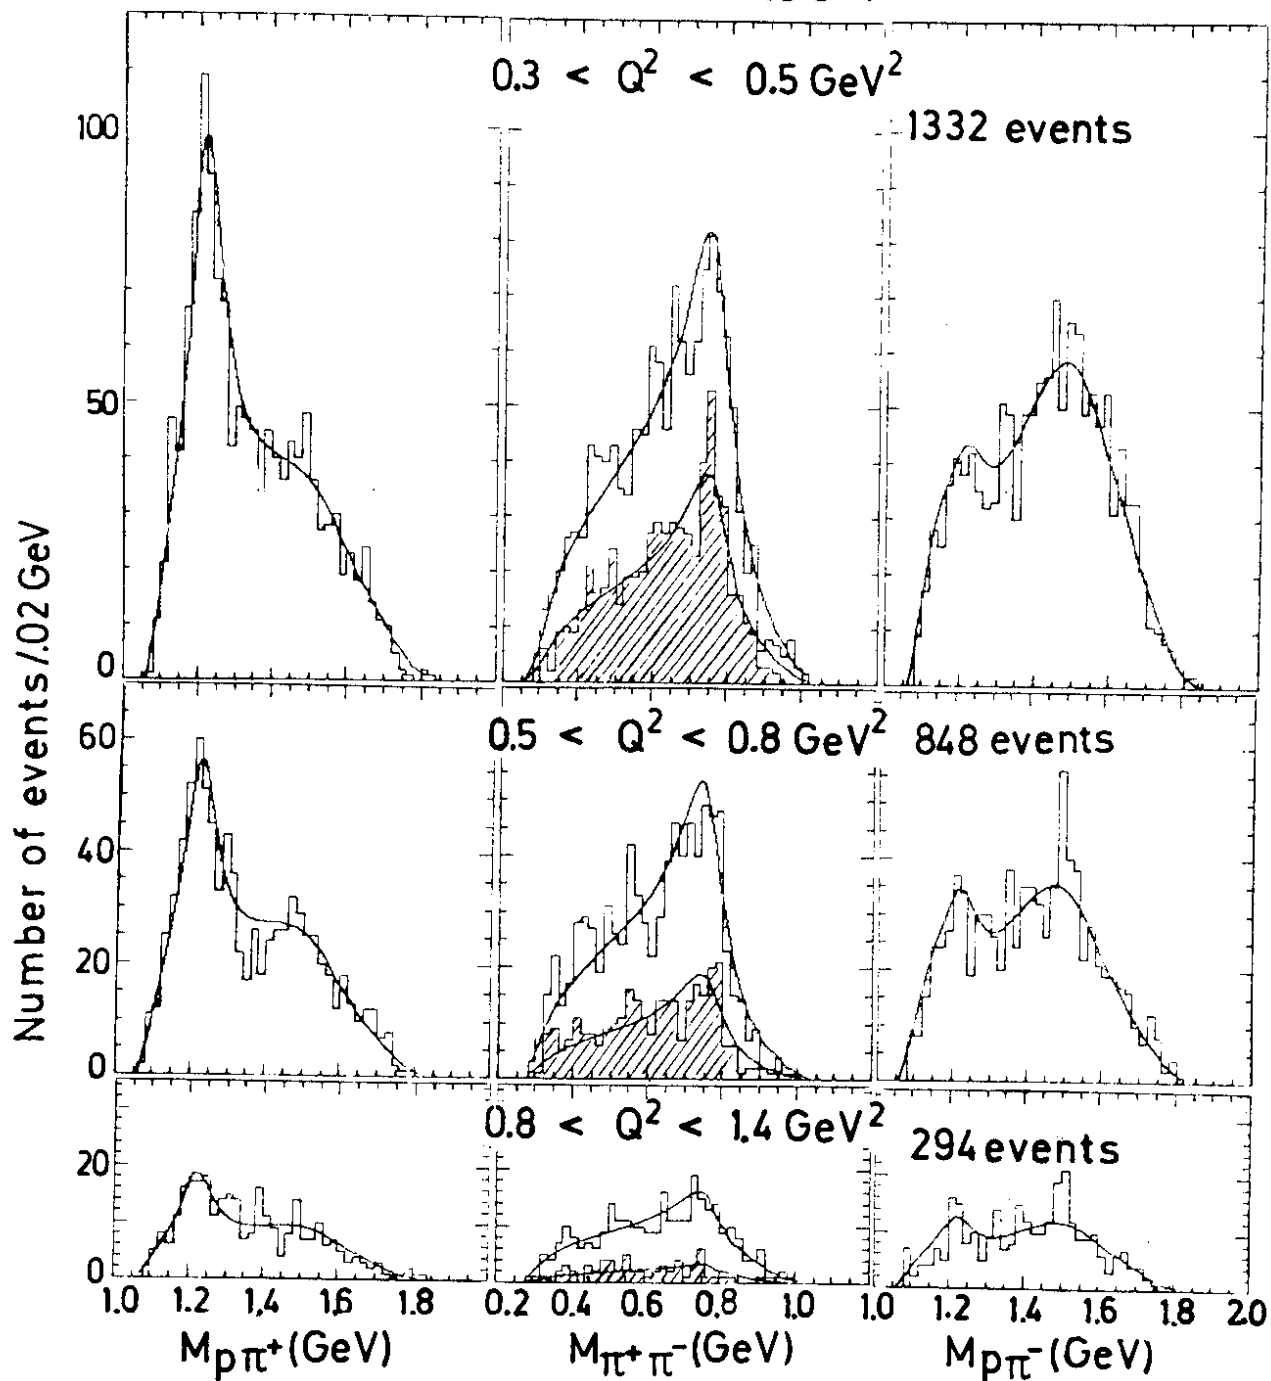 0.3 < Q² < 0.5 GeV²
1332 events
100
50
0
0.5 < Q² < 0.8 GeV²
848 events
60
40
20
0
0.8 < Q² < 1.4 GeV²
294 events
20
0
Number of events/.02 GeV
1.0 1.2 1.4 1.6 1.8
0.2 0.4 0.6 0.8 1.0
1.0 1.2 1.4 1.6 1.8 2.0
Mpπ+ (GeV)
Mπ+π- (GeV)
Mpπ- (GeV)